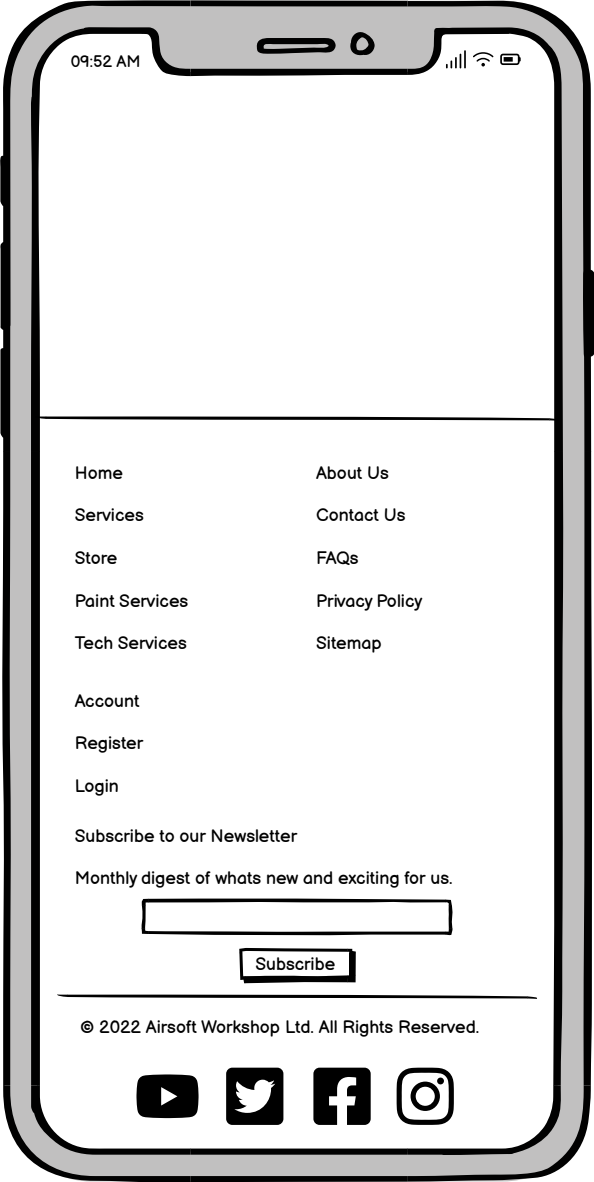 09:52 AM
Home
Services
Store
Paint Services
Tech Services
About Us
Contact Us
FAQs
Privacy Policy
Sitemap
Account
Register
Login
Subscribe to our Newsletter
Monthly digest of whats new and exciting for us.
Subscribe
© 2022 Airsoft Workshop Ltd. All Rights Reserved.